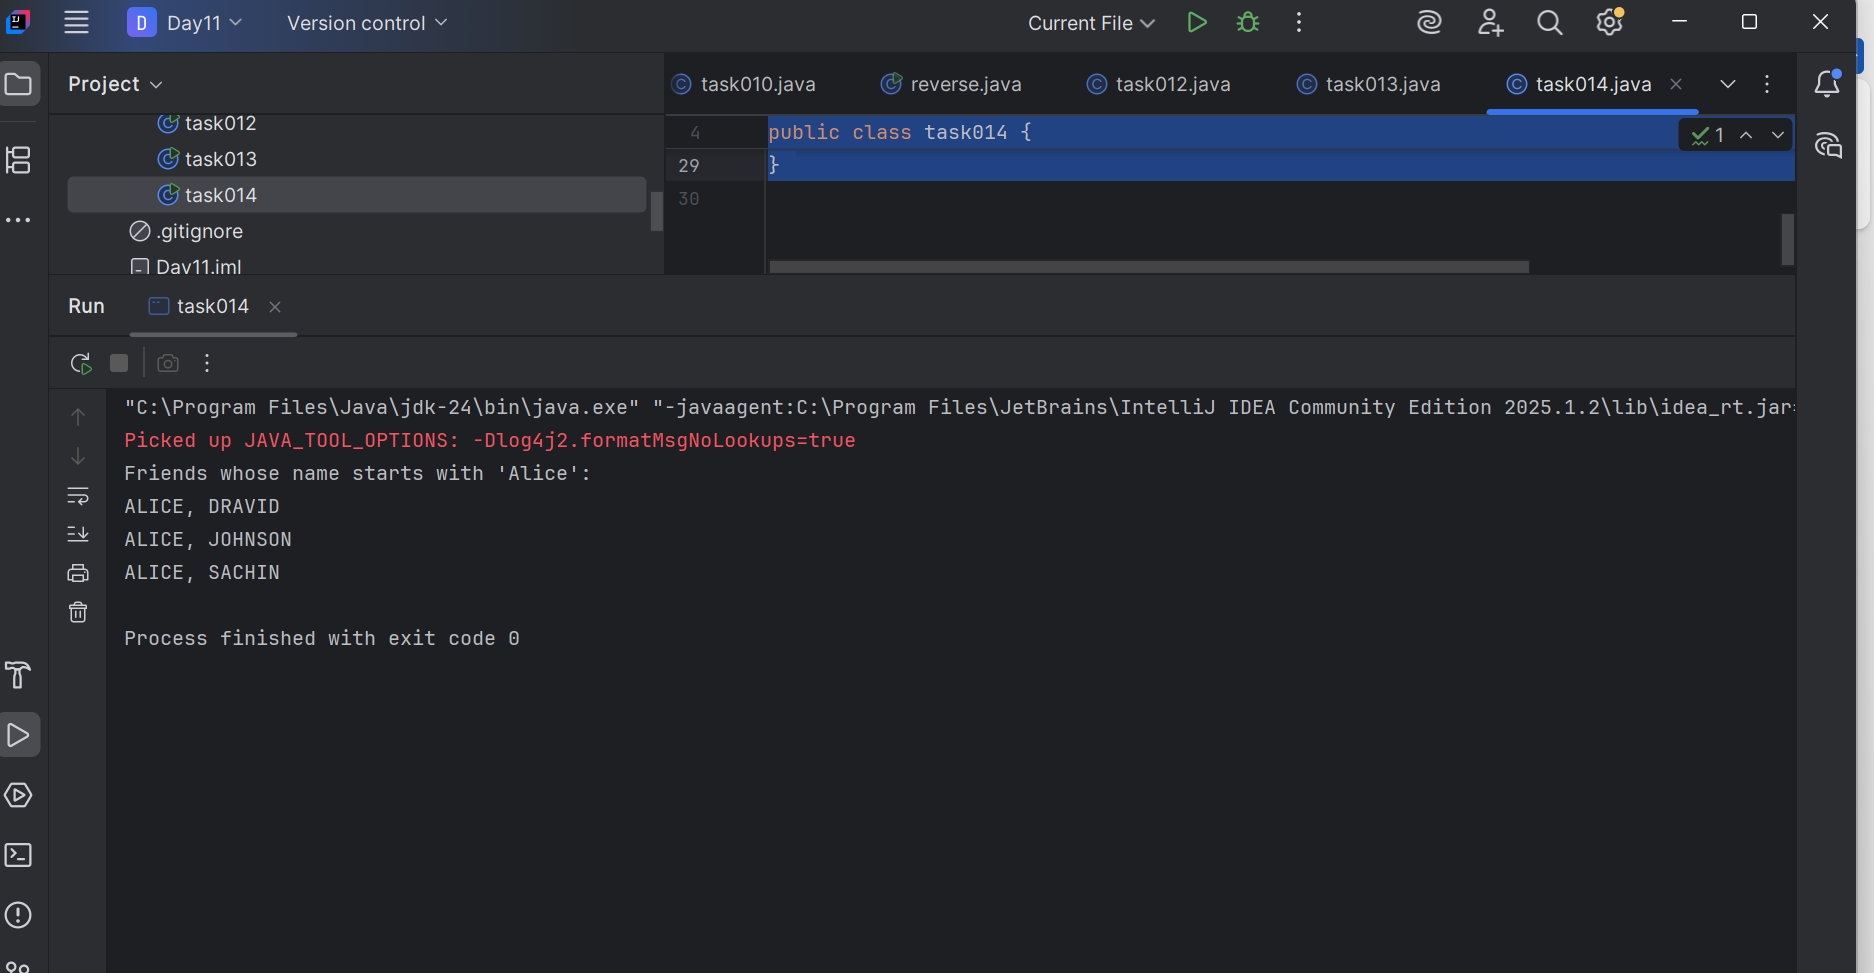 D Day11 Version control Current File
Project
task010.java reverse.java task012.java task013.java task014.java
task012
task013
task014
.gitignore
Day11.iml
4 public class task014 { 1
29 }
30
Run task014
"C:\Program Files\Java\jdk-24\bin\java.exe" "-javaagent:C:\Program Files\JetBrains\IntelliJ IDEA Community Edition 2025.1.2\lib\idea_rt.jar=
Picked up JAVA_TOOL_OPTIONS: -Dlog4j2.formatMsgNoLookups=true
Friends whose name starts with 'Alice':
ALICE, DRAVID
ALICE, JOHNSON
ALICE, SACHIN
Process finished with exit code 0